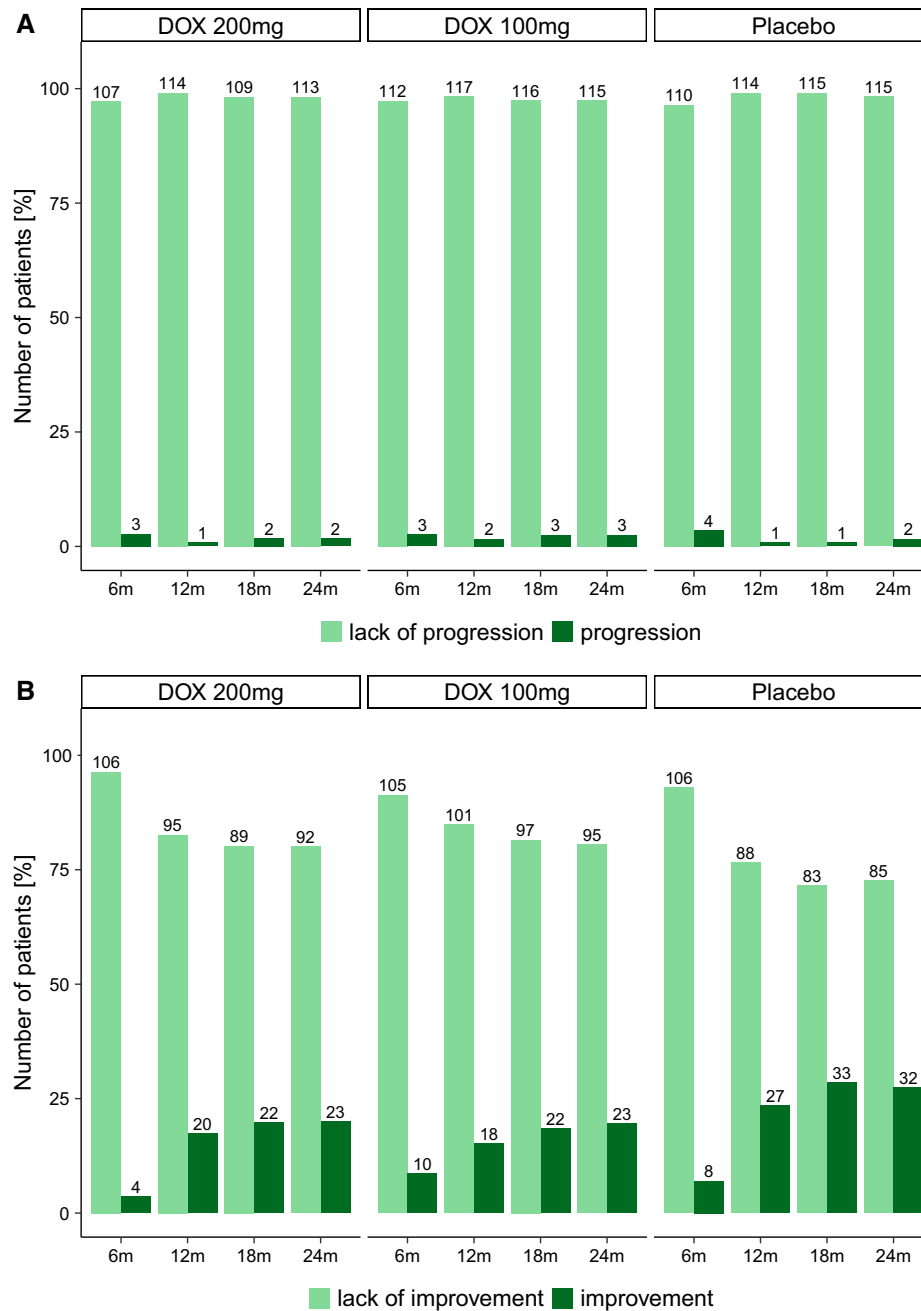 A
DOX 200mg DOX 100mg Placebo
Number of patients [%]
100
75
50
25
0
107 114 109 113 112 117 116 115 110 114 115 115
3 1 2 2 3 2 3 3 4 1 1 2
6m 12m 18m 24m 6m 12m 18m 24m 6m 12m 18m 24m
lack of progression progression
B
DOX 200mg DOX 100mg Placebo
Number of patients [%]
100
75
50
25
0
106 95 89 92 105 101 97 95 106 88 83 85
4 20 22 23 10 18 22 23 8 27 33 32
6m 12m 18m 24m 6m 12m 18m 24m 6m 12m 18m 24m
lack of improvement improvement